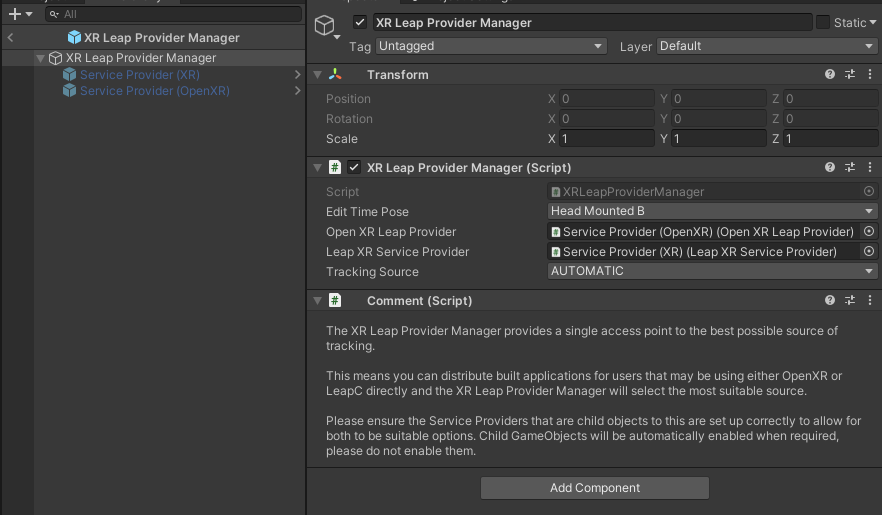 All
XR Leap Provider Manager
XR Leap Provider Manager
Service Provider (XR)
Service Provider (OpenXR)
XR Leap Provider Manager
Static
Tag Untagged Layer Default
Transform
Position X 0 Y 0 Z 0
Rotation X 0 Y 0 Z 0
Scale X 1 Y 1 Z 1
# XR Leap Provider Manager (Script)
Script # XRLeapProviderManager
Edit Time Pose Head Mounted B
Open XR Leap Provider # Service Provider (OpenXR) (Open XR Leap Provider)
Leap XR Service Provider # Service Provider (XR) (Leap XR Service Provider)
Tracking Source AUTOMATIC
# Comment (Script)
The XR Leap Provider Manager provides a single access point to the best possible source of
tracking.
This means you can distribute built applications for users that may be using either OpenXR or
LeapC directly and the XR Leap Provider Manager will select the most suitable source.
Please ensure the Service Providers that are child objects to this are set up correctly to allow for
both to be suitable options. Child GameObjects will be automatically enabled when required,
please do not enable them.
Add Component